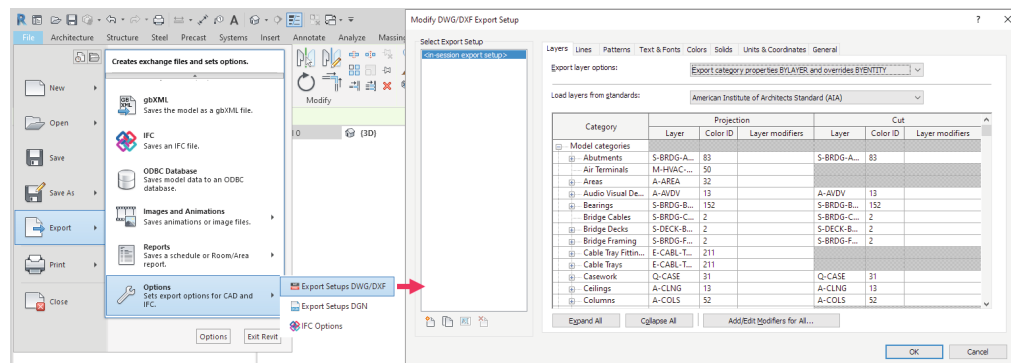 File Architecture Structure Steel Precast Systems Insert Annotate Analyze Massing
Creates exchange files and sets options.
New
Open
Save
Save As
Export
Print
Close
gbXML
Saves the model as a gbXML file.
IFC
Saves an IFC file.
ODBC Database
Saves model data to an ODBC
database.
Images and Animations
Saves animations or image files.
Reports
Saves a schedule or Room/Area
report.
Options
Sets export options for CAD and
IFC.
Options Exit Revit
Export Setups DWG/DXF
Export Setups DGN
IFC Options
Modify
(3D)
Modify DWG/DXF Export Setup ? ×
Select Export Setup
<in-session export setup>
Layers Lines Patterns Text & Fonts Colors Solids Units & Coordinates General
Export layer options: Export category properties BYLAYER and overrides BYENTITY
Load layers from standards: American Institute of Architects Standard (AIA)
Category Projection Cut
Layer Color ID Layer modifiers Layer Color ID Layer modifiers
Model categories
Abutments S-BRDG-A... 83 S-BRDG-A... 83
Air Terminals M-HVAC-... 50
Areas A-AREA 32
Audio Visual De... A-AVDV 13 A-AVDV 13
Bearings S-BRDG-B... 152 S-BRDG-B... 152
Bridge Cables S-BRDG-C... 2 S-BRDG-C... 2
Bridge Decks S-DECK-B... 2 S-DECK-B... 2
Bridge Framing S-BRDG-F... 2 S-BRDG-F... 2
Cable Tray Fittin... E-CABL-T... 211
Cable Trays E-CABL-T... 211
Casework Q-CASE 31 Q-CASE 31
Ceilings A-CLNG 13 A-CLNG 13
Columns A-COLS 52 A-COLS 52
Expand All Collapse All Add/Edit Modifiers for All...
OK Cancel